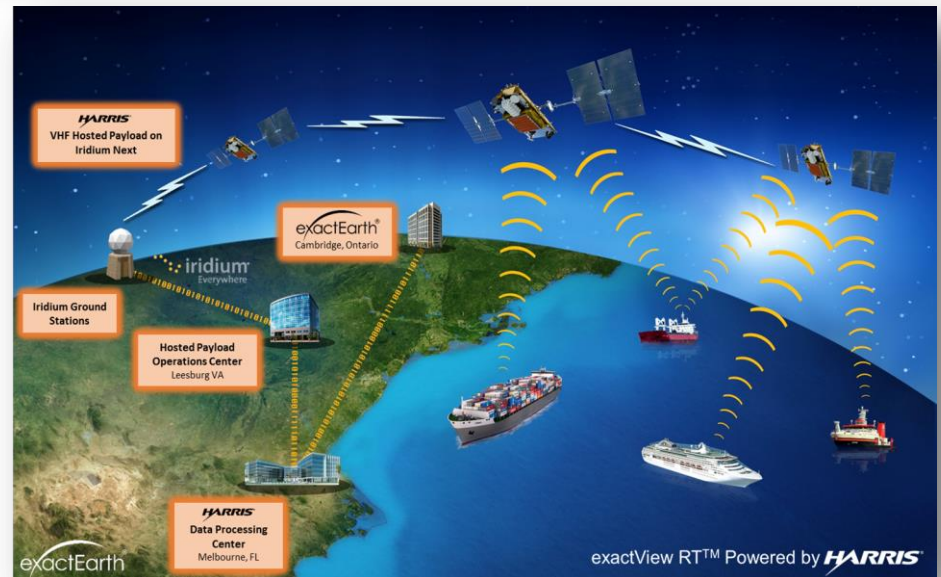 HARRIS
VHF Hosted Payload on
Iridium Next
exactEarth®
Cambridge, Ontario
iridium
Everywhere
Iridium Ground
Stations
Hosted Payload
Operations Center
Leesburg VA
HARRIS
Data Processing
Center
Melbourne, FL
exactEarth
exactView RT™ Powered by HARRIS